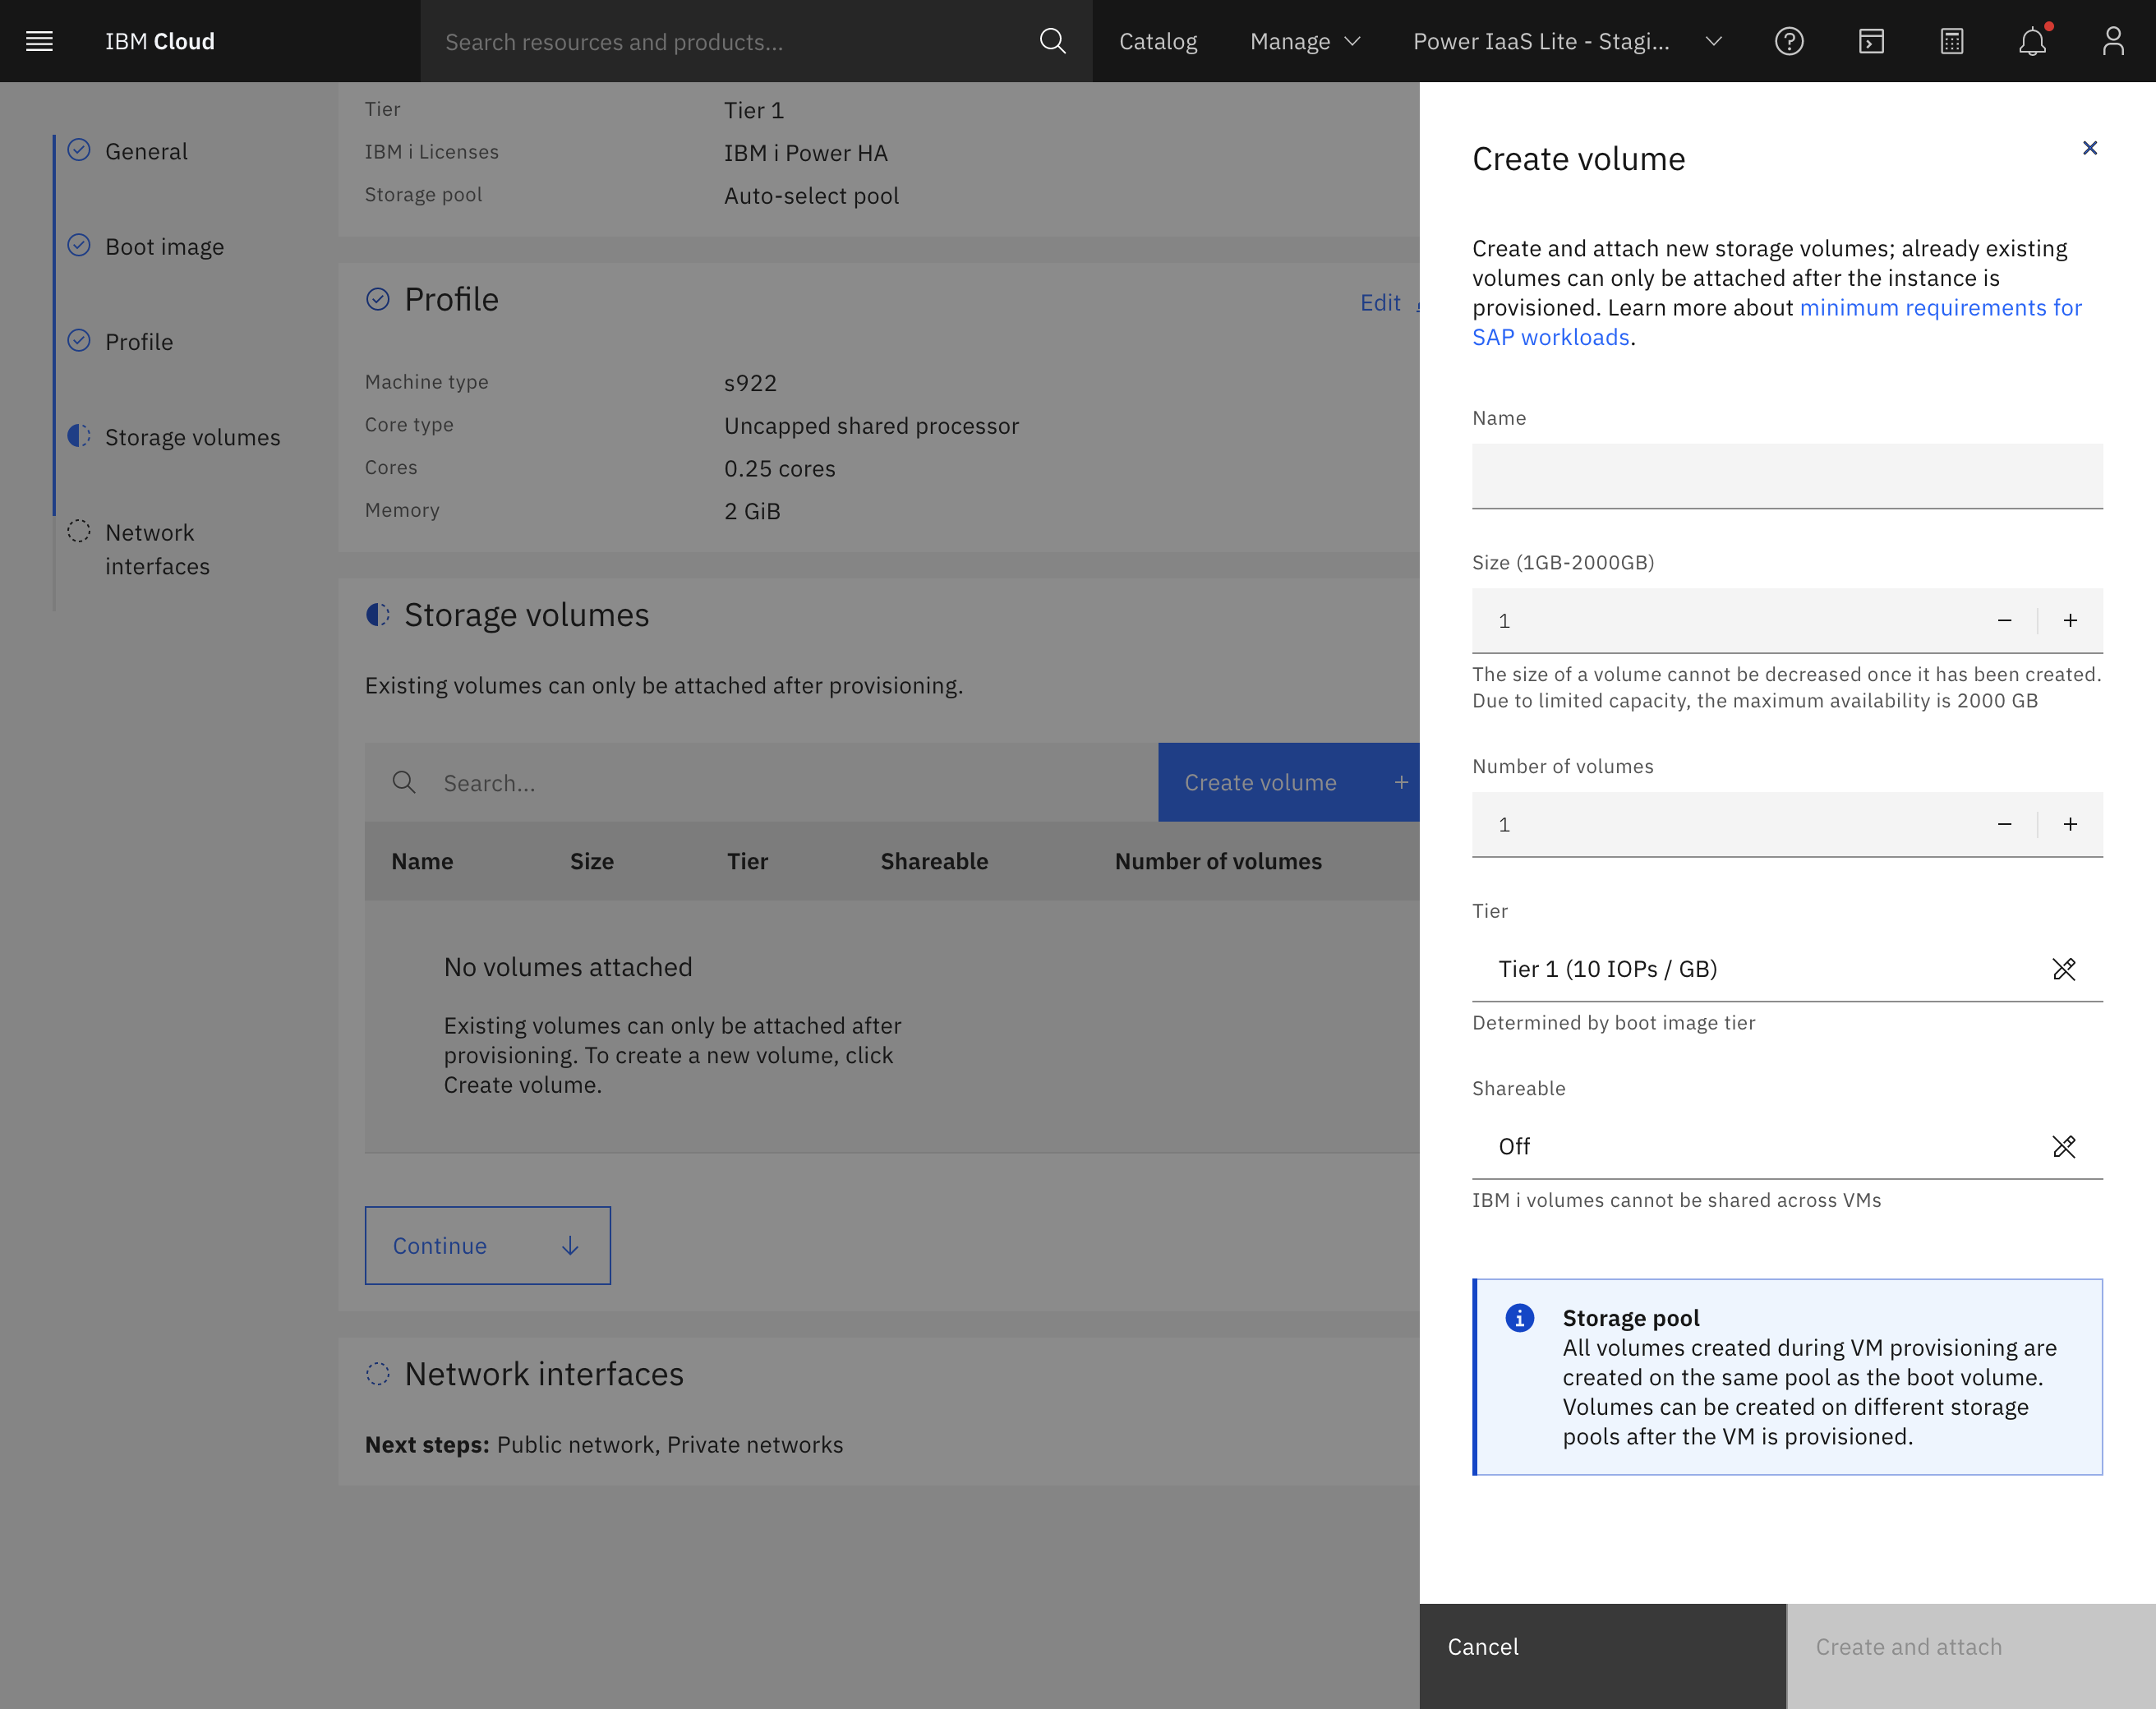 IBM Cloud
Search resources and products...
Catalog
Manage
Power IaaS Lite - Stagi...
General
Boot image
Profile
Storage volumes
Network
interfaces
Tier
Tier 1
IBM i Licenses
IBM i Power HA
Storage pool
Auto-select pool
Profile
Edit
Machine type
s922
Core type
Uncapped shared processor
Cores
0.25 cores
Memory
2 GiB
Storage volumes
Existing volumes can only be attached after provisioning.
Search...
Create volume
Name Size Tier Shareable Number of volumes
No volumes attached
Existing volumes can only be attached after
provisioning. To create a new volume, click
Create volume.
Continue
Network interfaces
Next steps: Public network, Private networks
Create volume
Create and attach new storage volumes; already existing
volumes can only be attached after the instance is
provisioned. Learn more about minimum requirements for
SAP workloads.
Name
Size (1GB-2000GB)
1
The size of a volume cannot be decreased once it has been created.
Due to limited capacity, the maximum availability is 2000 GB
Number of volumes
1
Tier
Tier 1 (10 IOPs / GB)
Determined by boot image tier
Shareable
Off
IBM i volumes cannot be shared across VMs
Storage pool
All volumes created during VM provisioning are
created on the same pool as the boot volume.
Volumes can be created on different storage
pools after the VM is provisioned.
Cancel
Create and attach